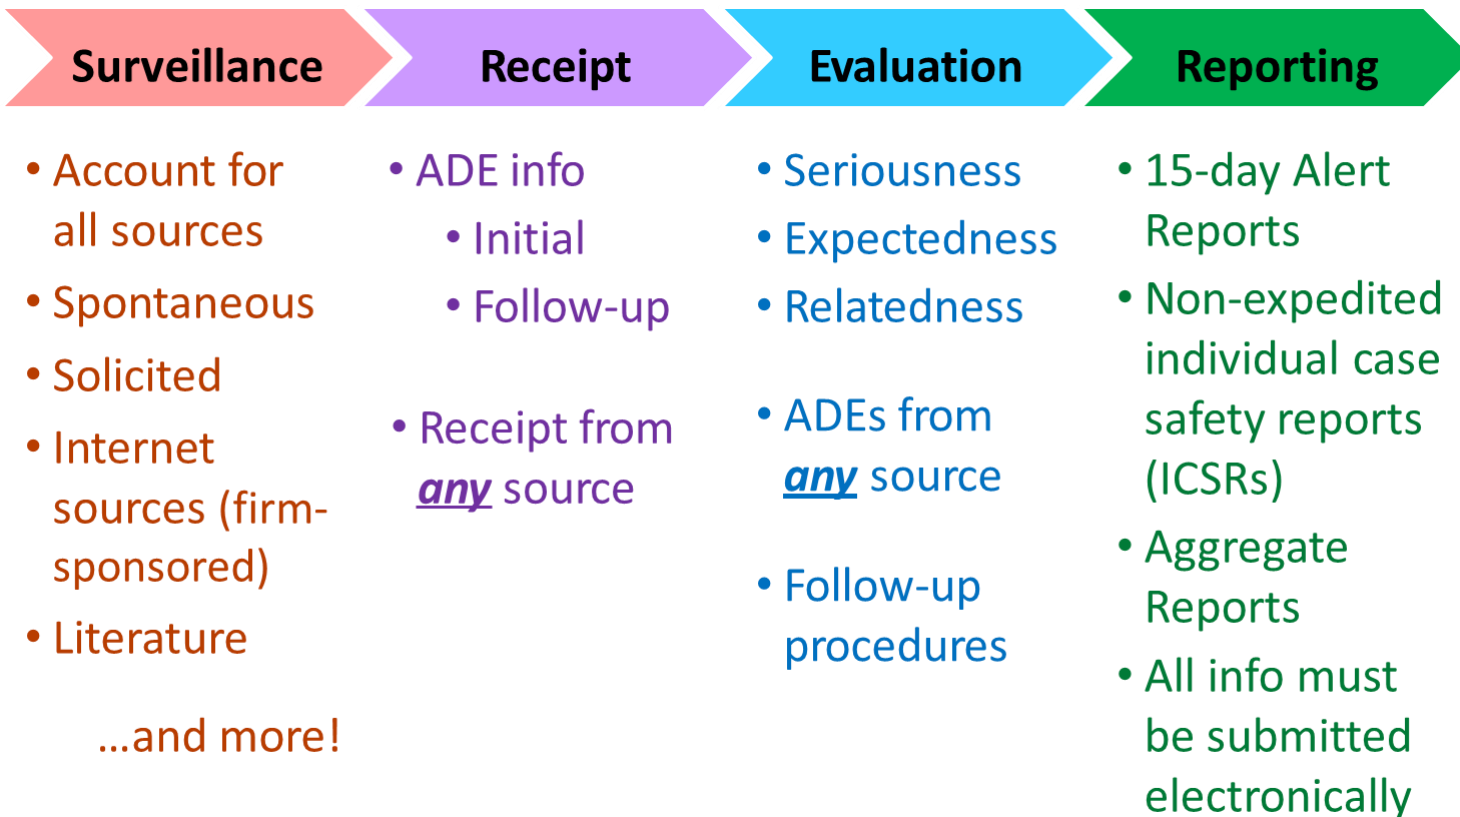 Surveillance
Receipt
Evaluation
Reporting
• Account for
all sources
• Spontaneous
• Solicited
• Internet
sources (firm-
sponsored)
• Literature
...and more!
• ADE info
• Initial
• Follow-up
• Receipt from
any source
• Seriousness
• Expectedness
• Relatedness
• ADEs from
any source
• Follow-up
procedures
• 15-day Alert
Reports
• Non-expedited
individual case
safety reports
(ICSRs)
• Aggregate
Reports
• All info must
be submitted
electronically